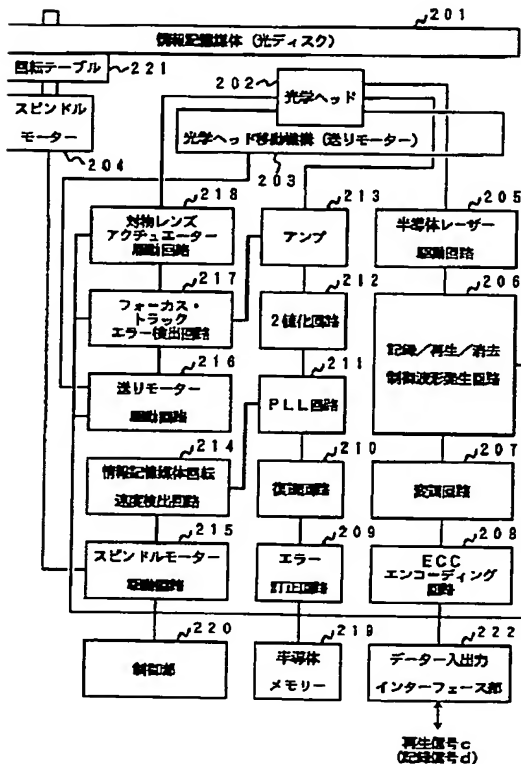 201
情報記憶媒体（光ディスク）
回転テーブル
221
202
光学ヘッド
スピンドル
モーター
光学ヘッド移動機構（送りモーター）
204
203
218
213
205
対物レンズ
アクチュエーター
駆動回路
アンプ
半導体レーザー
駆動回路
217
212
206
フォーカス・
トラック
エラー検出回路
2値化回路
記録／再生／消去
制御波形発生回路
216
211
送りモーター
駆動回路
PLL回路
214
210
207
情報記憶媒体回転
速度検出回路
復調回路
変調回路
215
209
208
スピンドルモーター
駆動回路
エラー
訂正回路
ECC
エンコーディング
回路
220
219
222
制御部
半導体
メモリー
データー入出力
インターフェース部
再生信号c
（記録信号d）